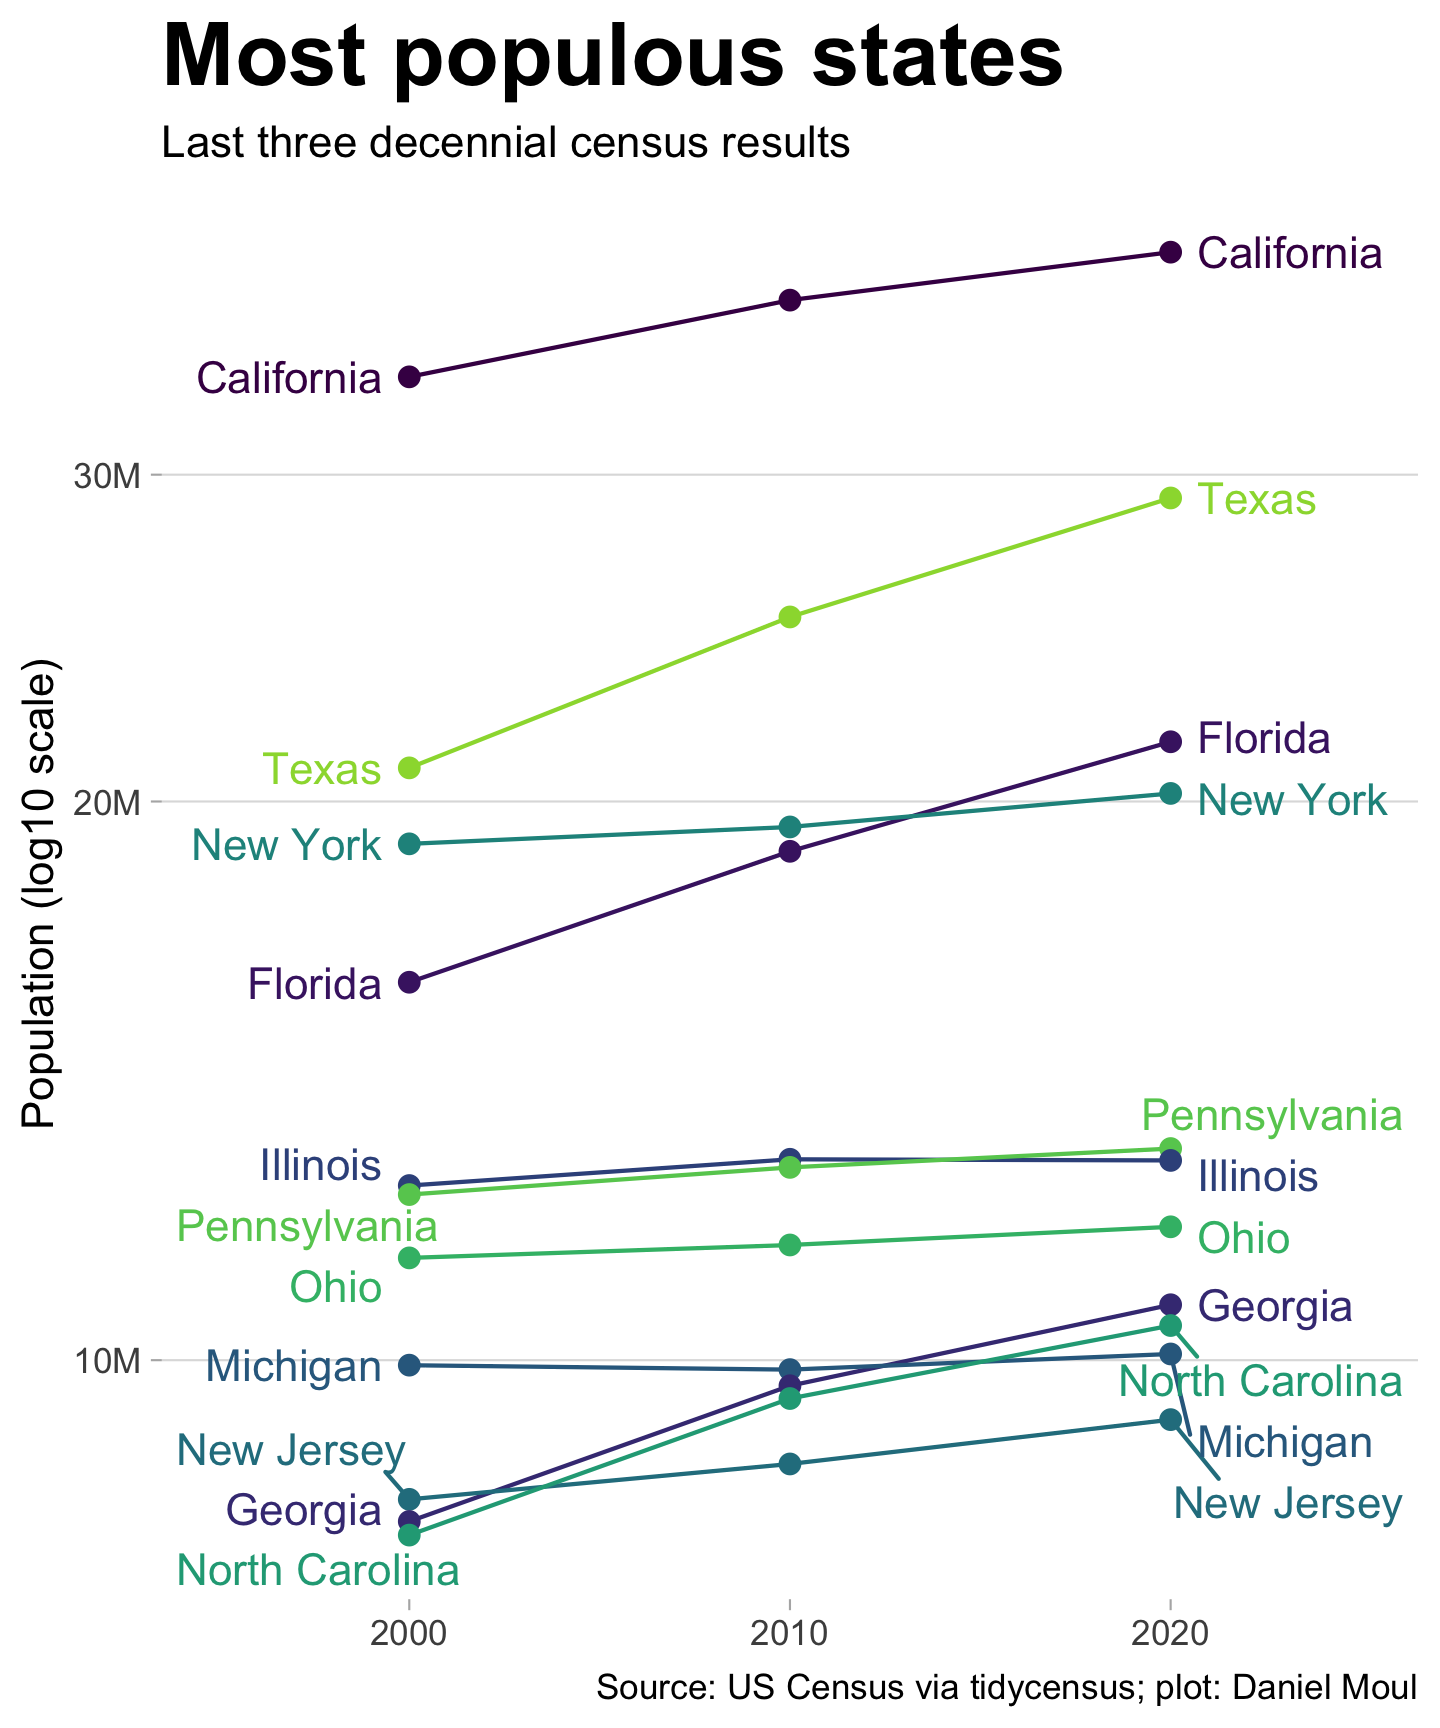 Most populous states
Last three decennial census results
California
California
30M
Texas
Texas
Florida
20M
New York
New York
Florida
Population (log10 scale)
Pennsylvania
Illinois
Illinois
Pennsylvania
Ohio
Ohio
Georgia
10M
Michigan
North Carolina
New Jersey
Michigan
Georgia
New Jersey
North Carolina
2000
2010
2020
Source: US Census via tidycensus; plot: Daniel Moul